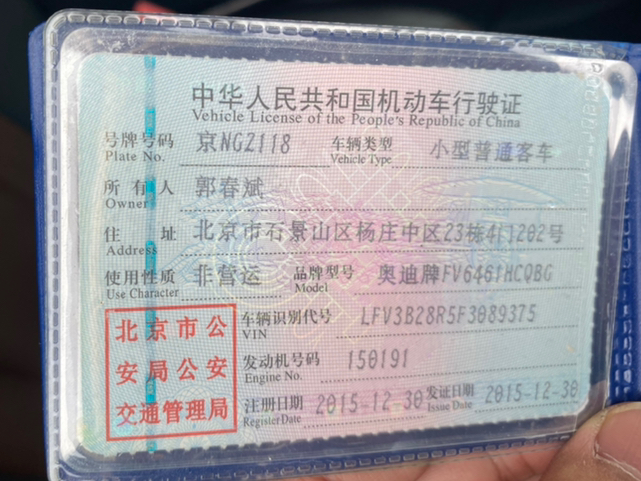 中华人民共和国机动车行驶证
Vehicle License of the People's Republic of China
号牌号码 京NGZ118 车辆类型 小型普通客车
Plate No. Vehicle Type
所有人 郭春斌
Owner
住址 北京市石景山区杨庄中区23栋4门1202号
Address
使用性质 非营运 品牌型号 奥迪牌FV6461HCQBG
Use Character Model
北京市公安局公安交通管理局
车辆识别代号 LFV3B28R5F3089375
VIN
发动机号码 150191
Engine No.
注册日期 2015-12-30 发证日期 2015-12-30
Register Date Issue Date